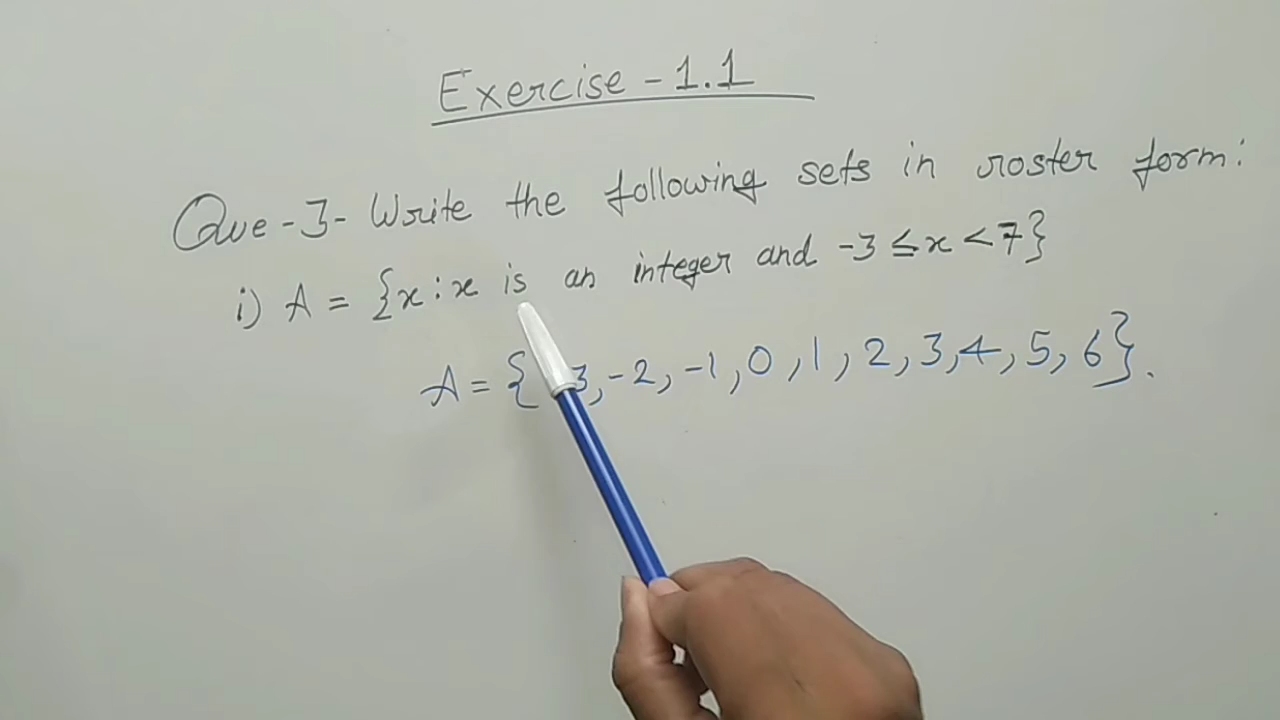 Exercise - 1.1
Que - 3 - Write the following sets in roster form:
i) A = {x : x is an integer and -3 ≤ x < 7}
A = { 3, -2, -1, 0, 1, 2, 3, 4, 5, 6}.